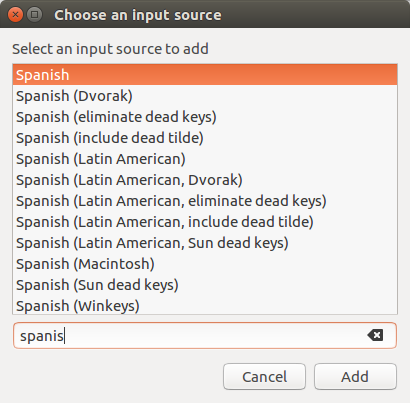 Choose an input source
Select an input source to add
Spanish
Spanish (Dvorak)
Spanish (eliminate dead keys)
Spanish (include dead tilde)
Spanish (Latin American)
Spanish (Latin American, Dvorak)
Spanish (Latin American, eliminate dead keys)
Spanish (Latin American, include dead tilde)
Spanish (Latin American, Sun dead keys)
Spanish (Macintosh)
Spanish (Sun dead keys)
Spanish (Winkeys)
spanis
Cancel Add